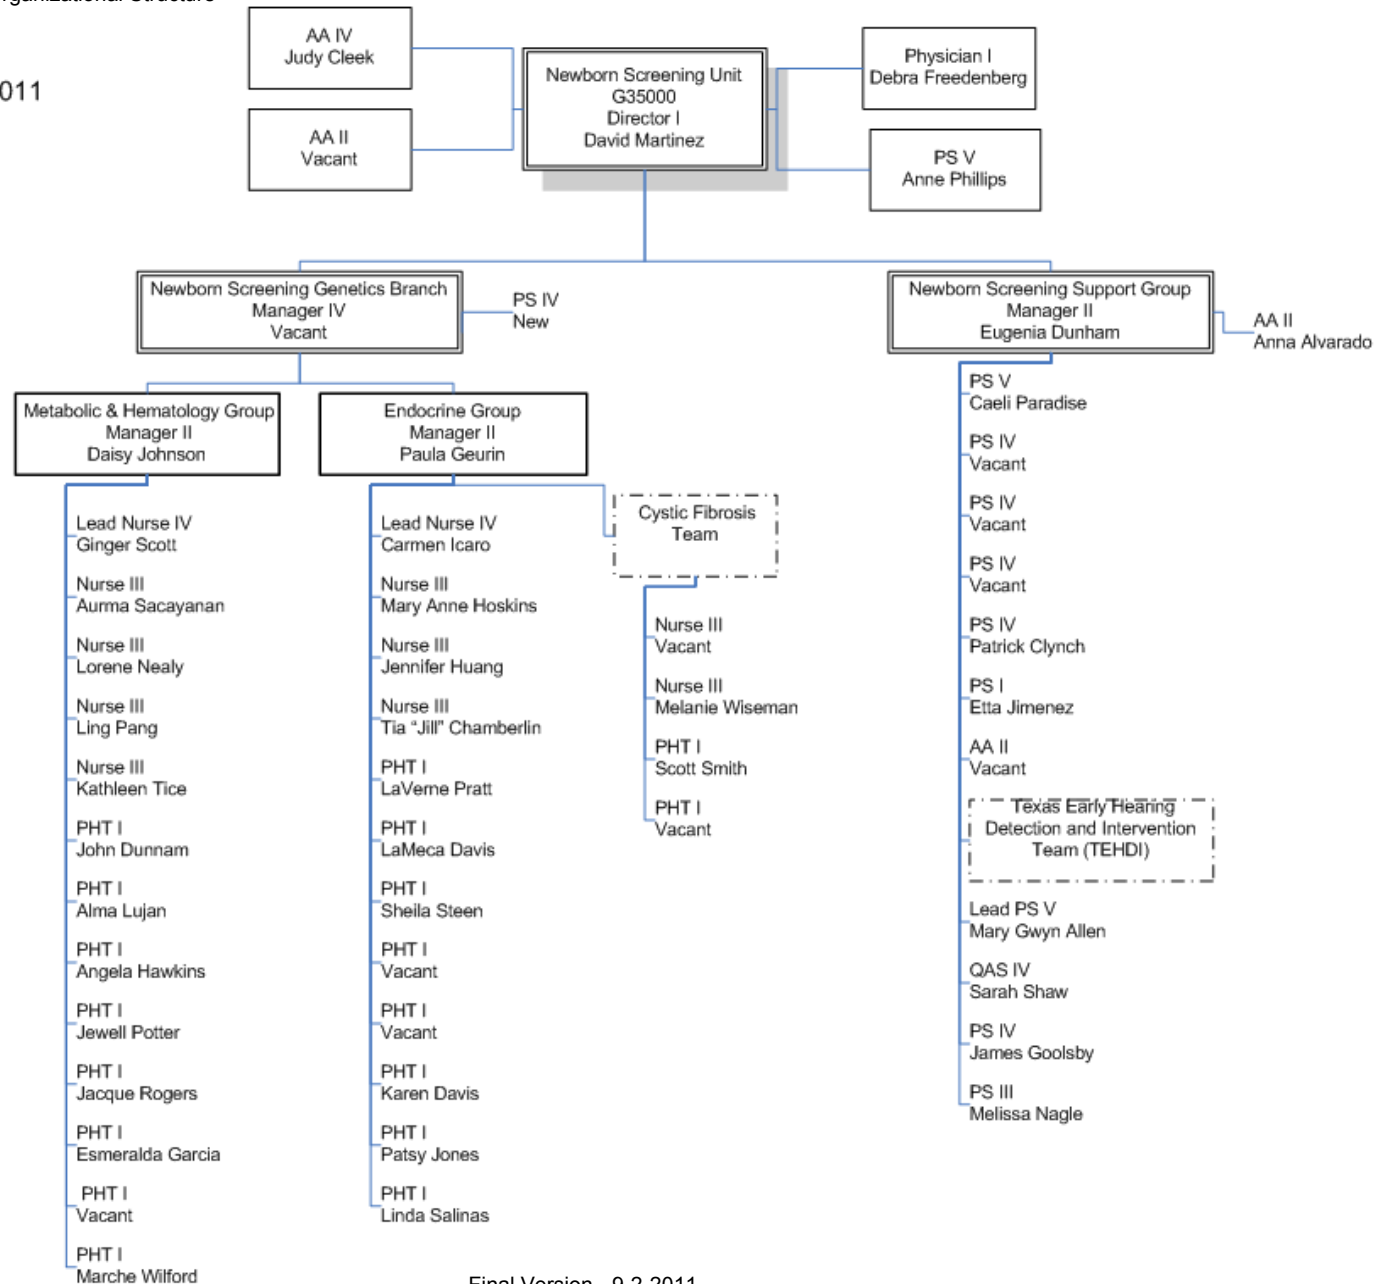 Organizational Structure
2011
AA IV
Judy Cleek
AA II
Vacant
Newborn Screening Unit
G35000
Director I
David Martinez
Physician I
Debra Freedenberg
PS V
Anne Phillips
Newborn Screening Genetics Branch
Manager IV
Vacant
PS IV
New
Newborn Screening Support Group
Manager II
Eugenia Dunham
AA II
Anna Alvarado
Metabolic & Hematology Group
Manager II
Daisy Johnson
Lead Nurse IV
Ginger Scott
Nurse III
Aurma Sacayanan
Nurse III
Lorene Nealy
Nurse III
Ling Pang
Nurse III
Kathleen Tice
PHT I
John Dunnam
PHT I
Alma Lujan
PHT I
Angela Hawkins
PHT I
Jewell Potter
PHT I
Jacque Rogers
PHT I
Esmeralda Garcia
PHT I
Vacant
PHT I
Marche Wilford
Endocrine Group
Manager II
Paula Geurin
Lead Nurse IV
Carmen Icaro
Nurse III
Mary Anne Hoskins
Nurse III
Jennifer Huang
Nurse III
Tia “Jill” Chamberlin
PHT I
LaVerne Pratt
PHT I
LaMeca Davis
PHT I
Sheila Steen
PHT I
Vacant
PHT I
Vacant
PHT I
Karen Davis
PHT I
Patsy Jones
PHT I
Linda Salinas
Cystic Fibrosis
Team
Nurse III
Vacant
Nurse III
Melanie Wiseman
PHT I
Scott Smith
PHT I
Vacant
PS V
Caeli Paradise
PS IV
Vacant
PS IV
Vacant
PS IV
Vacant
PS IV
Patrick Clynch
PS I
Etta Jimenez
AA II
Vacant
Texas Early Hearing
Detection and Intervention
Team (TEHDI)
Lead PS V
Mary Gwyn Allen
QAS IV
Sarah Shaw
PS IV
James Goolsby
PS III
Melissa Nagle
Final Version - 9-2-2011